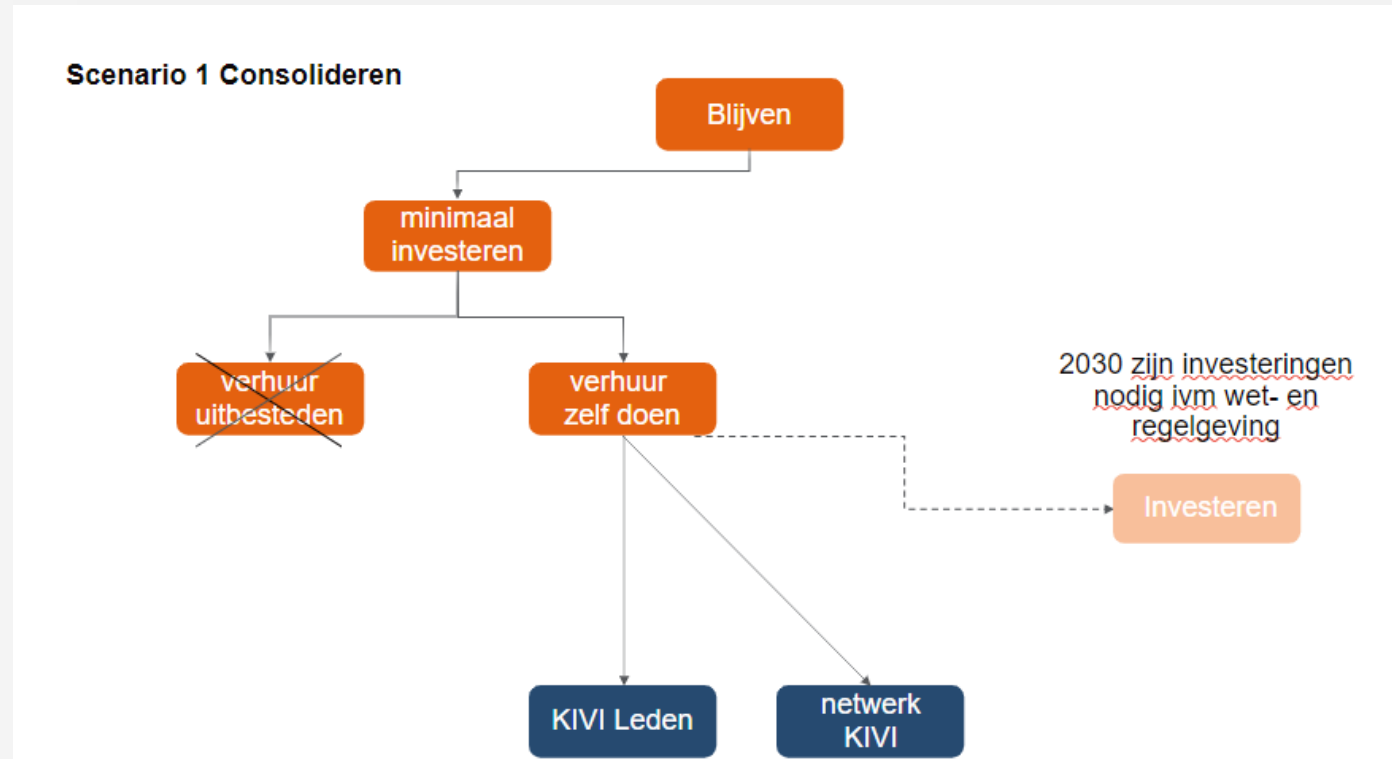 Scenario 1 Consolideren
Blijven
minimaal
investeren
verhuur
uitbesteden
verhuur
zelf doen
2030 zijn investeringen
nodig ivm wet- en
regelgeving
Investeren
KIVI Leden
netwerk
KIVI